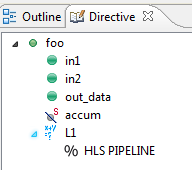 Outline Directive
foo
in1
in2
out_data
accum
L1
% HLS PIPELINE